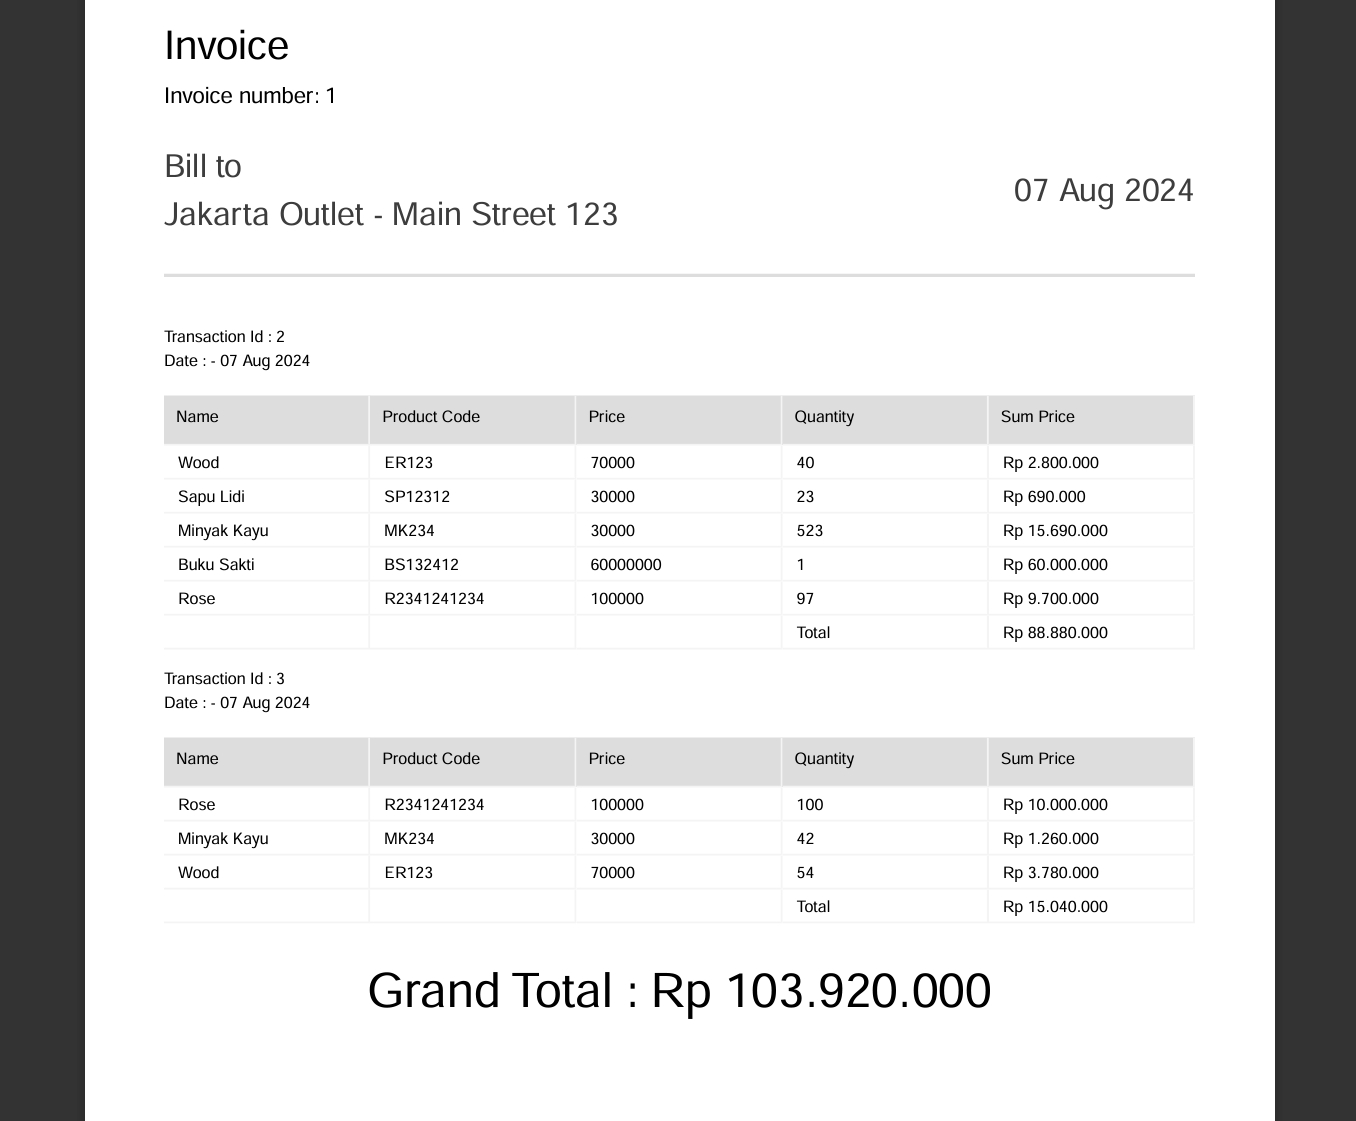 Invoice
Invoice number: 1
Bill to
Jakarta Outlet - Main Street 123
07 Aug 2024
Transaction Id : 2
Date : - 07 Aug 2024
Name Product Code Price Quantity Sum Price
Wood ER123 70000 40 Rp 2.800.000
Sapu Lidi SP12312 30000 23 Rp 690.000
Minyak Kayu MK234 30000 523 Rp 15.690.000
Buku Sakti BS132412 60000000 1 Rp 60.000.000
Rose R2341241234 100000 97 Rp 9.700.000
Total Rp 88.880.000
Transaction Id : 3
Date : - 07 Aug 2024
Name Product Code Price Quantity Sum Price
Rose R2341241234 100000 100 Rp 10.000.000
Minyak Kayu MK234 30000 42 Rp 1.260.000
Wood ER123 70000 54 Rp 3.780.000
Total Rp 15.040.000
Grand Total : Rp 103.920.000